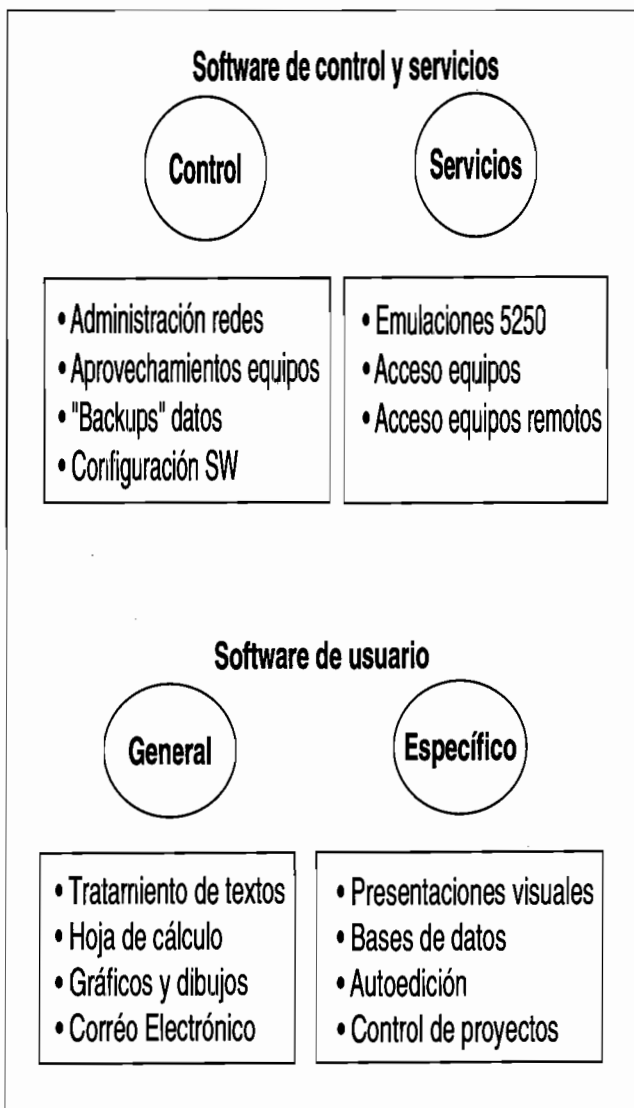 Software de control y servicios
Control
Servicios
• Administración redes
• Aprovechamientos equipos
• "Backups" datos
• Configuración SW
• Emulaciones 5250
• Acceso equipos
• Acceso equipos remotos
Software de usuario
General
Específico
• Tratamiento de textos
• Hoja de cálculo
• Gráficos y dibujos
• Corréo Electrónico
• Presentaciones visuales
• Bases de datos
• Autoedición
• Control de proyectos